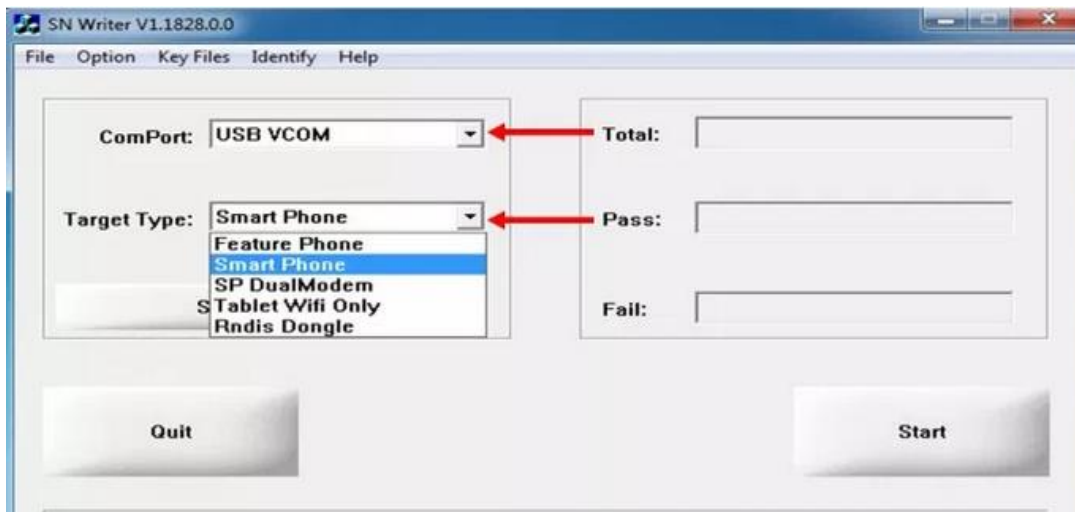 SN Writer V1.1828.0.0
File Option Key Files Identify Help
ComPort: USB VCOM
Target Type: Smart Phone
Feature Phone
Smart Phone
SP DualModem
Tablet Wifi Only
Rndis Dongle
S
Total:
Pass:
Fail:
Quit
Start